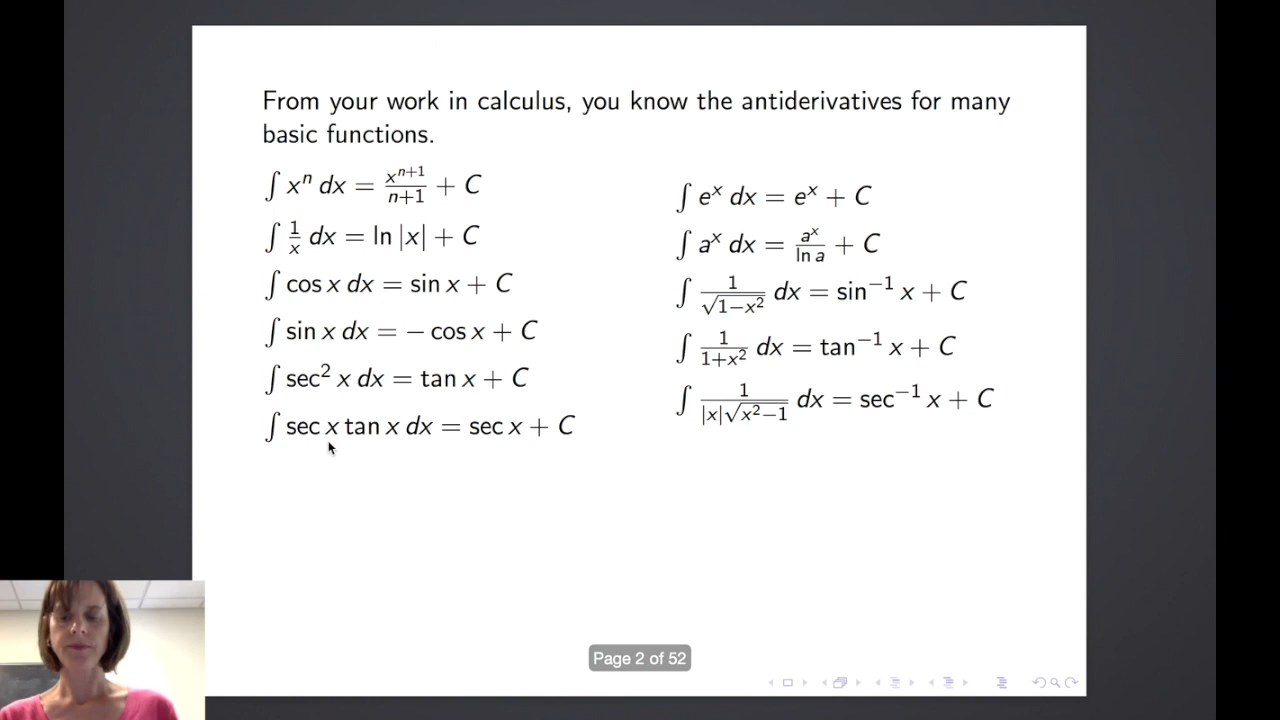 From your work in calculus, you know the antiderivatives for many
basic functions.
∫ xⁿ dx = xⁿ⁺¹/n+1 + C
∫ 1/x dx = ln |x| + C
∫ cos x dx = sin x + C
∫ sin x dx = − cos x + C
∫ sec² x dx = tan x + C
∫ sec x tan x dx = sec x + C
∫ eˣ dx = eˣ + C
∫ aˣ dx = aˣ/ln a + C
∫ 1/√1−x² dx = sin⁻¹ x + C
∫ 1/1+x² dx = tan⁻¹ x + C
∫ 1/|x|√x²−1 dx = sec⁻¹ x + C
Page 2 of 52